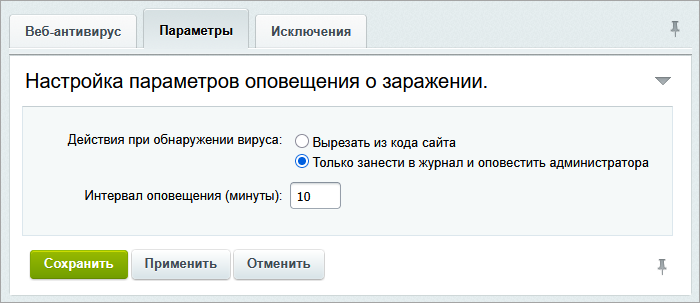 Веб-антивирус Параметры Исключения
Настройка параметров оповещения о заражении.
Действия при обнаружении вируса: Вырезать из кода сайта
Только занести в журнал и оповестить администратора
Интервал оповещения (минуты): 10
Сохранить Применить Отменить